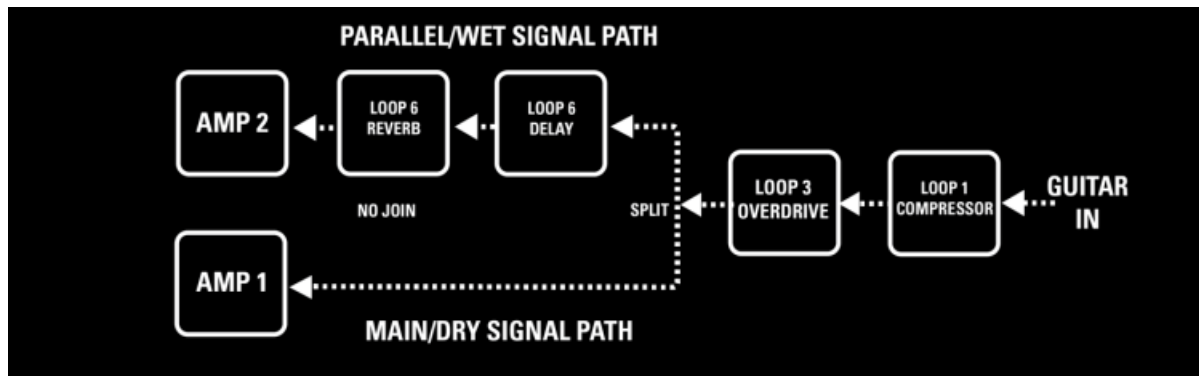 PARALLEL/WET SIGNAL PATH
AMP 2
LOOP 6
REVERB
LOOP 6
DELAY
LOOP 3
OVERDRIVE
LOOP 1
COMPRESSOR
GUITAR
IN
NO JOIN
SPLIT
AMP 1
MAIN/DRY SIGNAL PATH